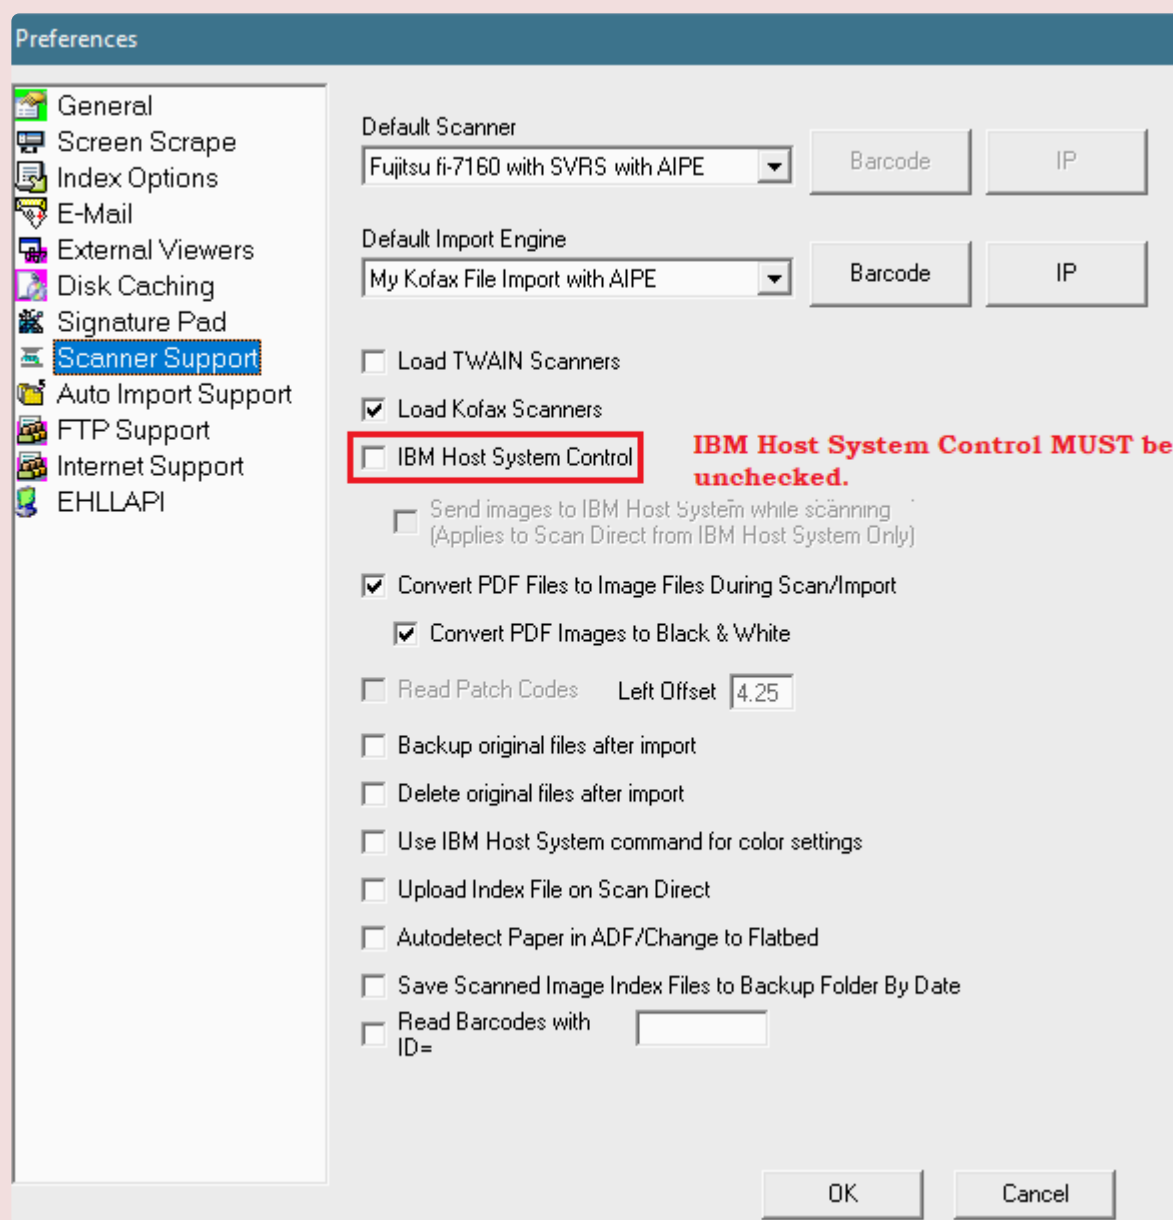 Preferences
General
Screen Scrape
Index Options
E-Mail
External Viewers
Disk Caching
Signature Pad
Scanner Support
Auto Import Support
FTP Support
Internet Support
EHLLAPI
Default Scanner
Fujitsu fi-7160 with SVRS with AIPE Barcode IP
Default Import Engine
My Kofax File Import with AIPE Barcode IP
Load TWAIN Scanners
Load Kofax Scanners
IBM Host System Control
IBM Host System Control MUST be
unchecked.
Send images to IBM Host System while scanning
(Applies to Scan Direct from IBM Host System Only)
Convert PDF Files to Image Files During Scan/Import
Convert PDF Images to Black & White
Read Patch Codes Left Offset 4.25
Backup original files after import
Delete original files after import
Use IBM Host System command for color settings
Upload Index File on Scan Direct
Autodetect Paper in ADF/Change to Flatbed
Save Scanned Image Index Files to Backup Folder By Date
Read Barcodes with
ID=
OK Cancel